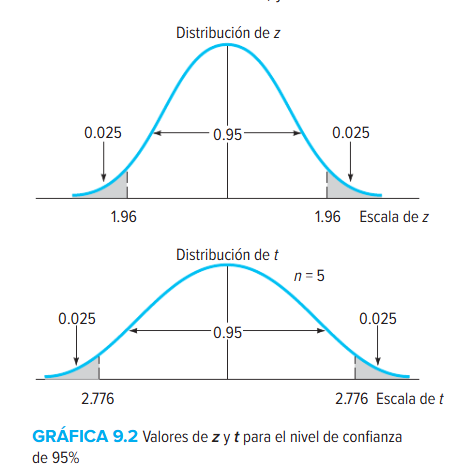 Distribución de z
0.025
0.95
0.025
1.96
1.96
Escala de z
Distribución de t
n = 5
0.025
0.95
0.025
2.776
2.776
Escala de t
GRÁFICA 9.2 Valores de z y t para el nivel de confianza
de 95%